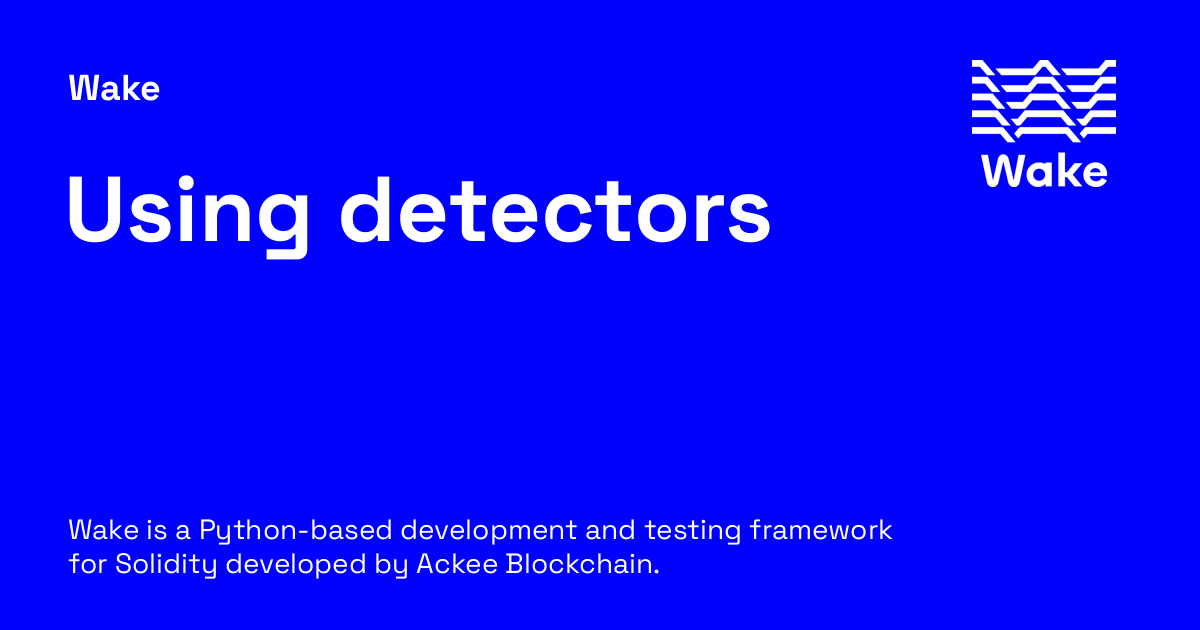 Wake
Wake
Using detectors
Wake is a Python-based development and testing framework
for Solidity developed by Ackee Blockchain.